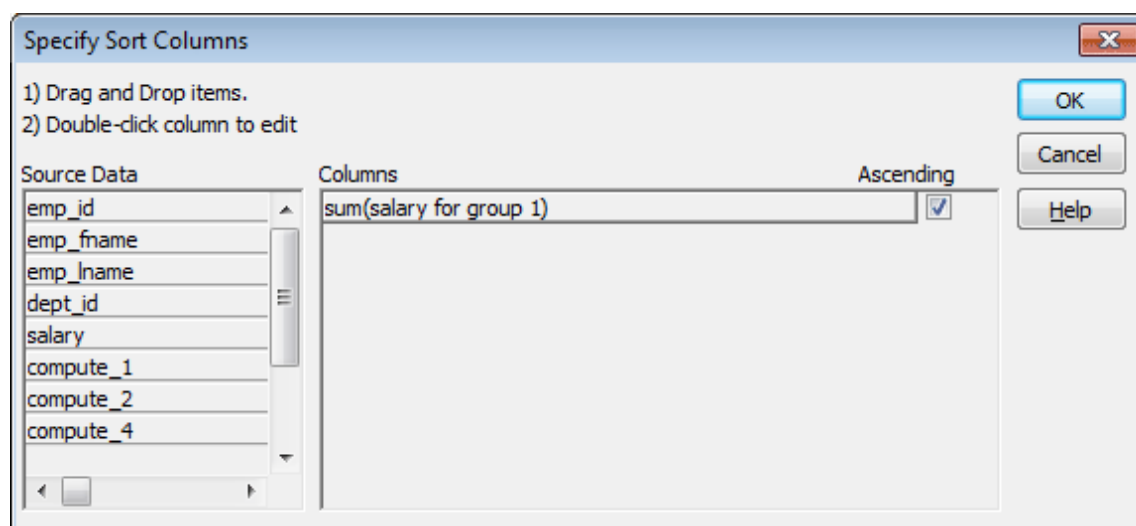 Specify Sort Columns
1) Drag and Drop items.
2) Double-click column to edit
OK
Cancel
Help
Source Data
Columns
Ascending
emp_id
emp_fname
emp_lname
dept_id
salary
compute_1
compute_2
compute_4
sum(salary for group 1)